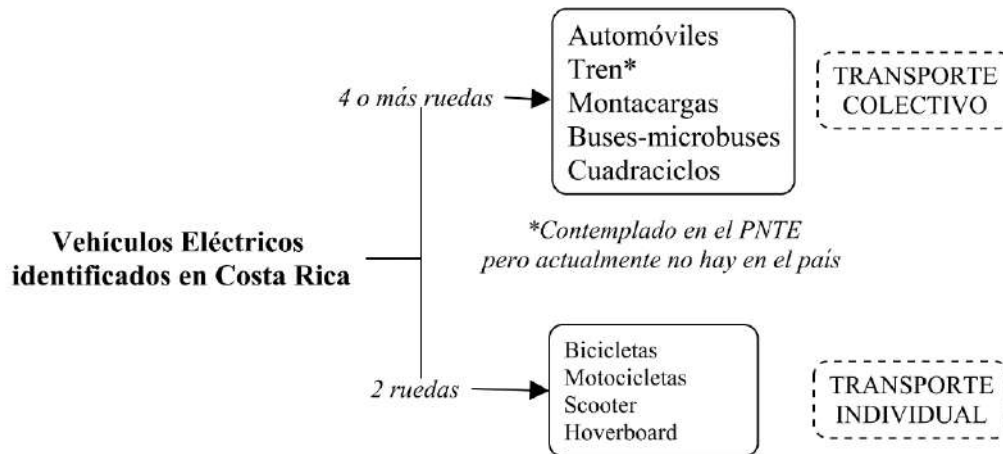 Automóviles
Tren*
Montacargas
Buses-microbuses
Cuadraciclos
4 o más ruedas
TRANSPORTE
COLECTIVO
*Contemplado en el PNTE
pero actualmente no hay en el país
Vehículos Eléctricos
identificados en Costa Rica
2 ruedas
Bicicletas
Motocicletas
Scooter
Hoverboard
TRANSPORTE
INDIVIDUAL